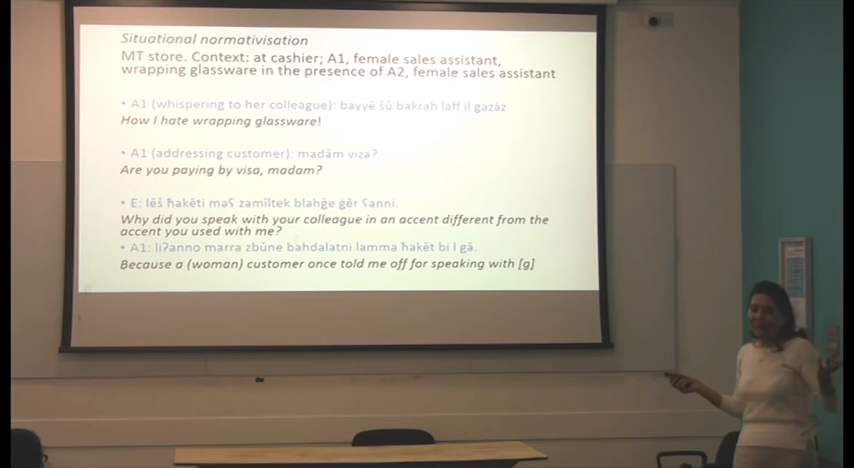 Situational normativisation
MT store. Context: at cashier; A1, female sales assistant,
wrapping glassware in the presence of A2, female sales assistant
• A1 (whispering to her colleague): bayyē šū bakrah laff il gazāz
How I hate wrapping glassware!
• A1 (addressing customer): madām viza?
Are you paying by visa, madam?
• E: lēš ħakēti maʕ zamīltek blahǧe ġēr ʕanni.
Why did you speak with your colleague in an accent different from the
accent you used with me?
• A1: liʔanno marra zbūne bahdalatni lamma ħakēt bi l gā.
Because a (woman) customer once told me off for speaking with [g]